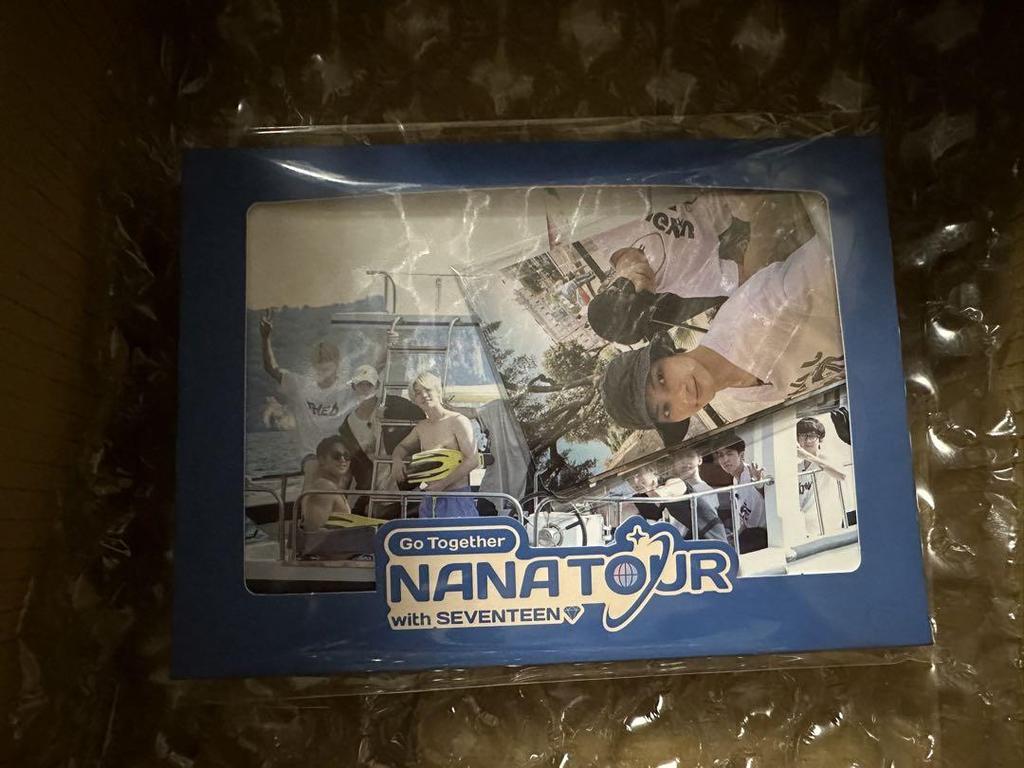 Go Together
NANA TOUR
with SEVENTEEN